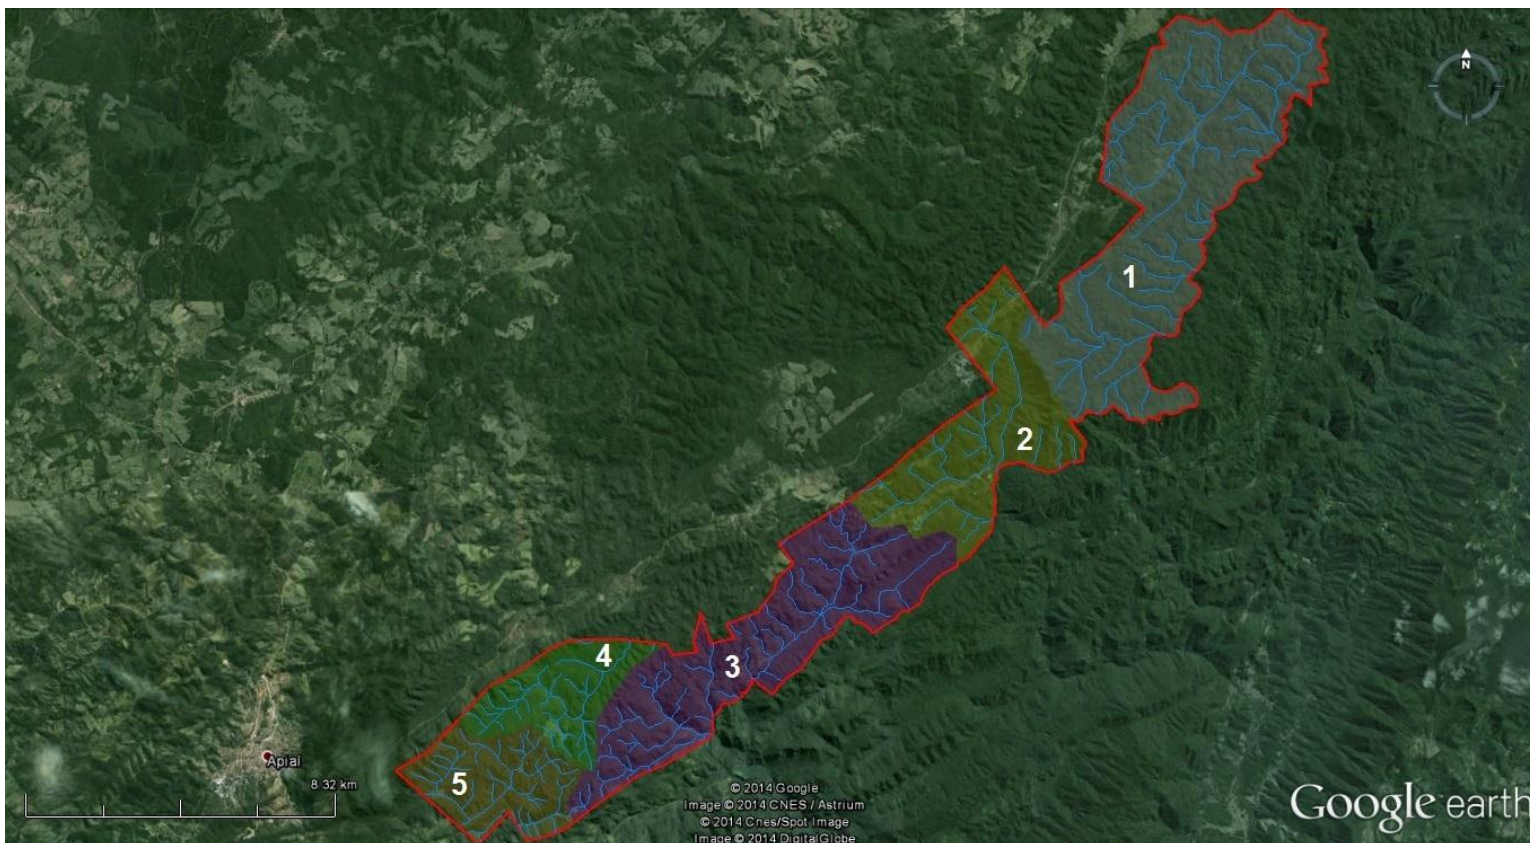 N
1
2
3
4
5
Apiaí
8.32 km
© 2014 Google
Image © 2014 CNES / Astrium
© 2014 Cnes/Spot Image
Image © 2014 DigitalGlobe
Google earth